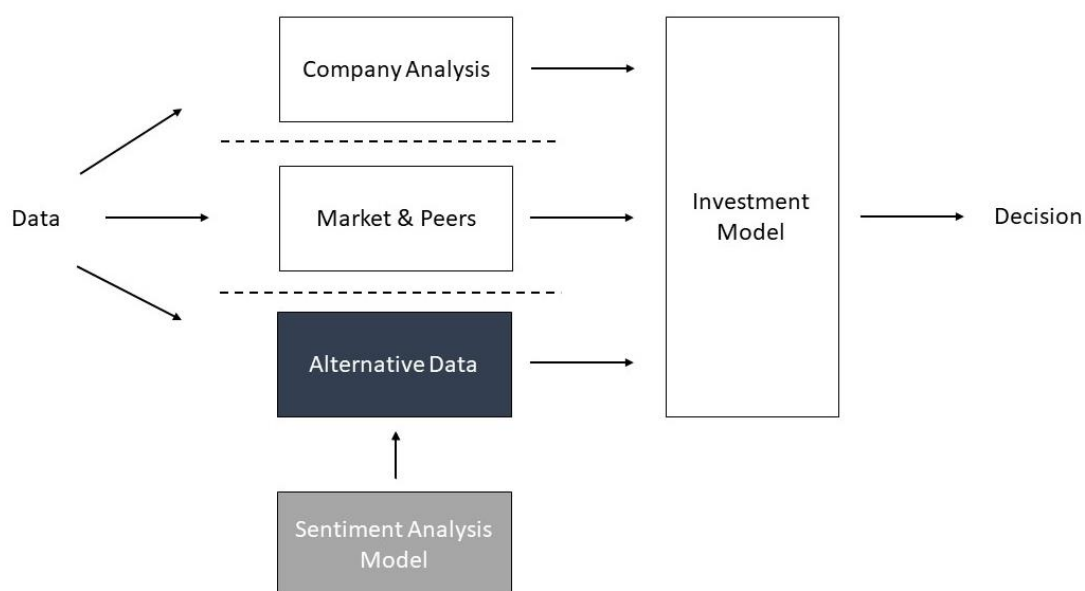 Company Analysis
Data
Market & Peers
Investment
Model
Decision
Alternative Data
Sentiment Analysis
Model